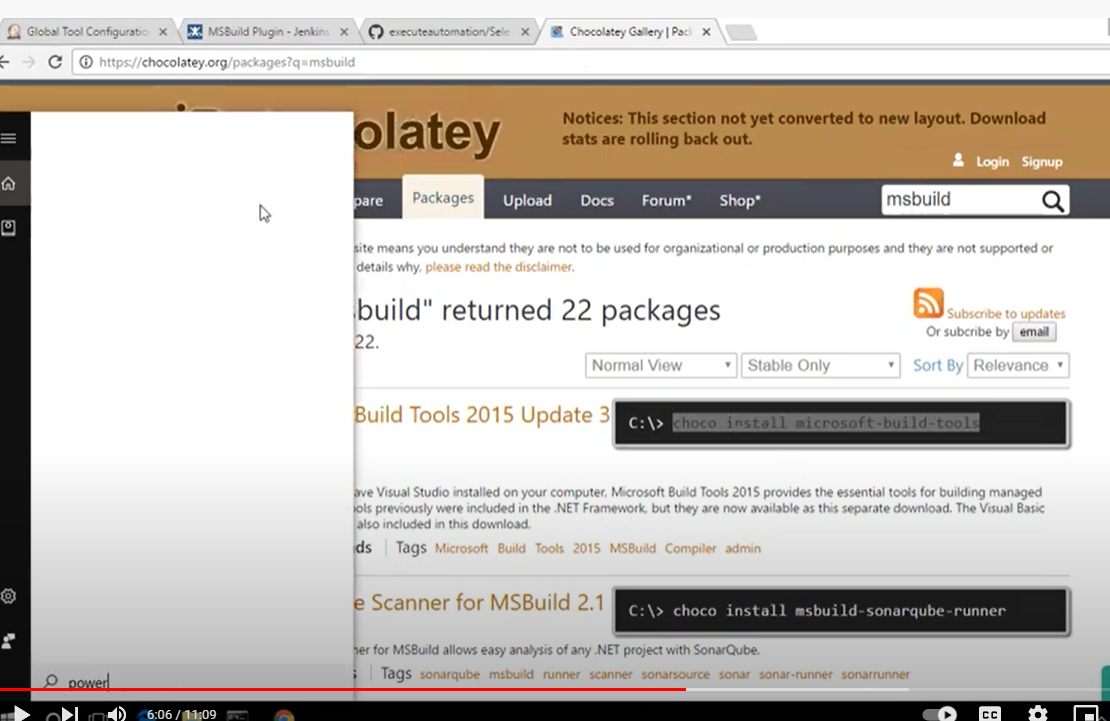 Global Tool Configuratio
MSBuild Plugin - Jenkins
executeautomation/Sele
Chocolatey Gallery | Pack
https://chocolatey.org/packages?q=msbuild
olatey
Notices: This section not yet converted to new layout. Download
stats are rolling back out.
Login Signup
pare Packages Upload Docs Forum* Shop*
msbuild
site means you understand they are not to be used for organizational or production purposes and they are not supported or
details why, please read the disclaimer.
build" returned 22 packages
22.
Subscribe to updates
Or subcribe by email
Normal View Stable Only Sort By Relevance
Build Tools 2015 Update 3
C:\> choco install microsoft-build-tools
ave Visual Studio installed on your computer, Microsoft Build Tools 2015 provides the essential tools for building managed
ols previously were included in the .NET Framework, but they are now available as this separate download. The Visual Basic
also included in this download.
ds Tags Microsoft Build Tools 2015 MSBuild Compiler admin
e Scanner for MSBuild 2.1
C:\> choco install msbuild-sonarqube-runner
ner for MSBuild allows easy analysis of any .NET project with SonarQube.
s Tags sonarqube msbuild runner scanner sonarsource sonar sonar-runner sonarrunner
power
6:06 / 11:09
CC